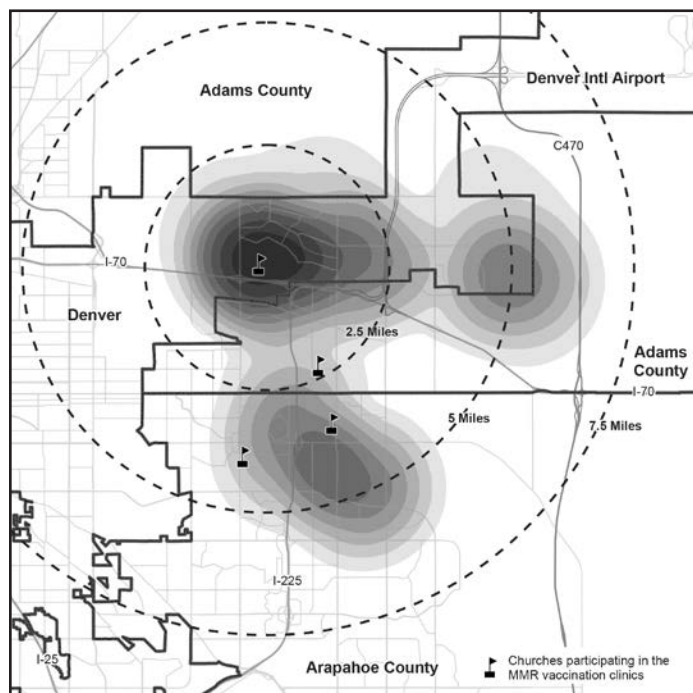 Adams County
Denver Intl Airport
C470
I-70
Denver
2.5 Miles
Adams
County
I-70
5 Miles
7.5 Miles
I-225
I-25
Arapahoe County
Churches participating in the
MMR vaccination clinics